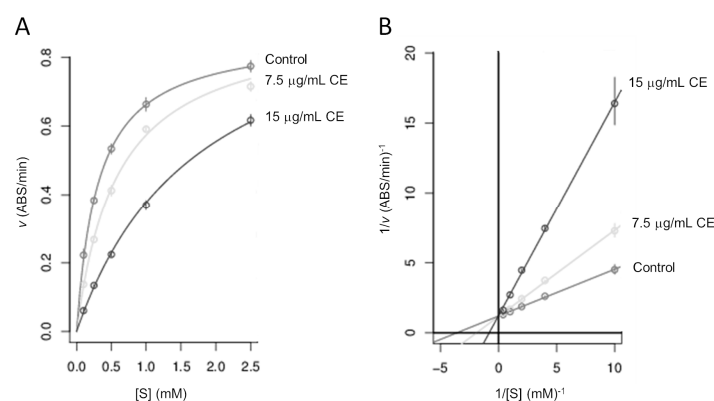 A
0.8
0.6
0.4
0.2
0.0
v (ABS/min)
Control
7.5 µg/mL CE
15 µg/mL CE
0.0 0.5 1.0 1.5 2.0 2.5
[S] (mM)
B
20
15
10
5
0
1/v (ABS/min)⁻¹
15 µg/mL CE
7.5 µg/mL CE
Control
-5 0 5 10
1/[S] (mM)⁻¹